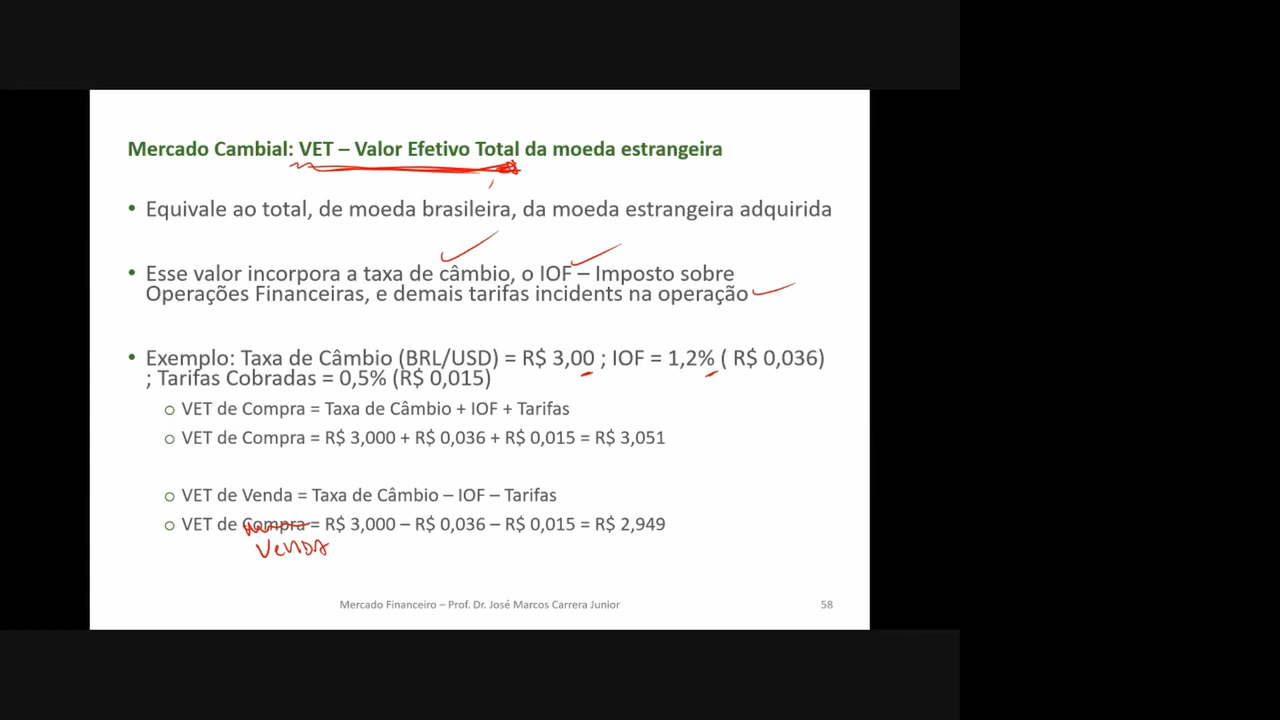 Mercado Cambial: VET – Valor Efetivo Total da moeda estrangeira
• Equivale ao total, de moeda brasileira, da moeda estrangeira adquirida
• Esse valor incorpora a taxa de câmbio, o IOF – Imposto sobre
Operações Financeiras, e demais tarifas incidents na operação
• Exemplo: Taxa de Câmbio (BRL/USD) = R$ 3,00 ; IOF = 1,2% ( R$ 0,036)
; Tarifas Cobradas = 0,5% (R$ 0,015)
○ VET de Compra = Taxa de Câmbio + IOF + Tarifas
○ VET de Compra = R$ 3,000 + R$ 0,036 + R$ 0,015 = R$ 3,051
○ VET de Venda = Taxa de Câmbio – IOF – Tarifas
○ VET de Compra = R$ 3,000 – R$ 0,036 – R$ 0,015 = R$ 2,949
Venda
Mercado Financeiro – Prof. Dr. José Marcos Carrera Junior 58